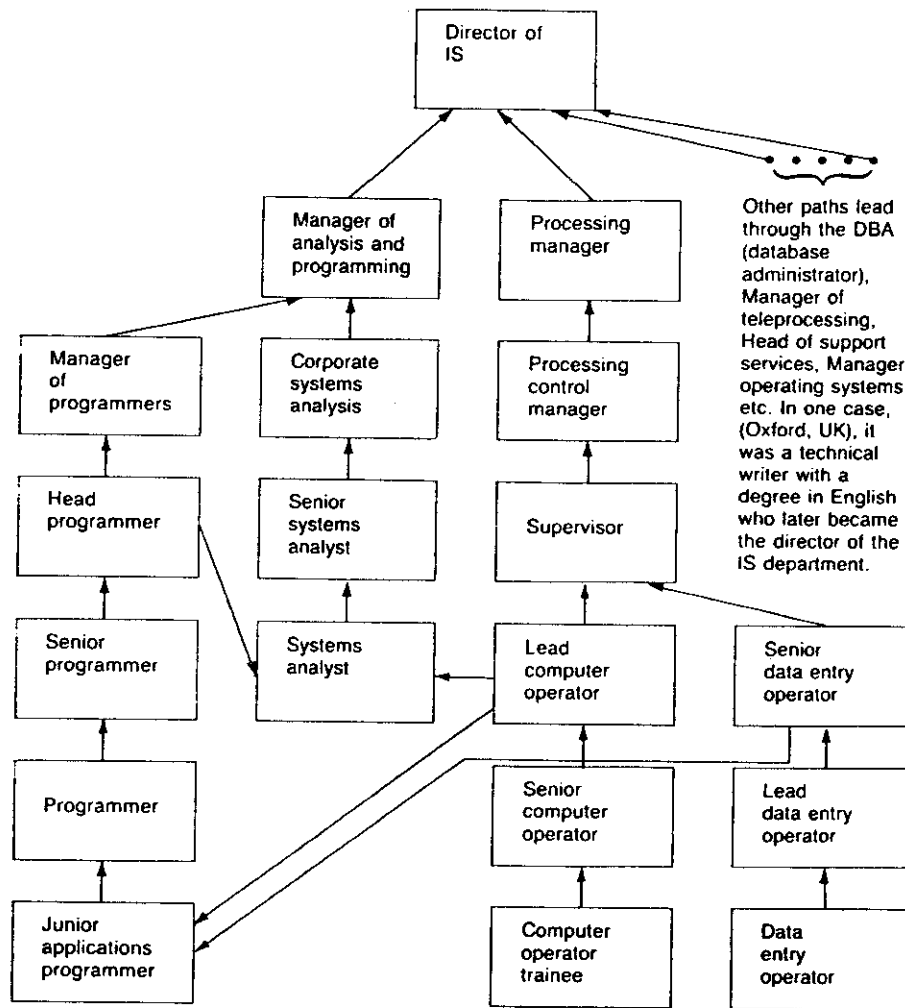 Director of
IS
Manager of
analysis and
programming
Processing
manager
Other paths lead
through the DBA
(database
administrator),
Manager of
teleprocessing,
Head of support
services, Manager
operating systems
etc. In one case,
(Oxford, UK), it
was a technical
writer with a
degree in English
who later became
the director of the
IS department.
Manager
of
programmers
Corporate
systems
analysis
Processing
control
manager
Head
programmer
Senior
systems
analyst
Supervisor
Senior
programmer
Systems
analyst
Lead
computer
operator
Senior
data entry
operator
Programmer
Senior
computer
operator
Lead
data entry
operator
Junior
applications
programmer
Computer
operator
trainee
Data
entry
operator